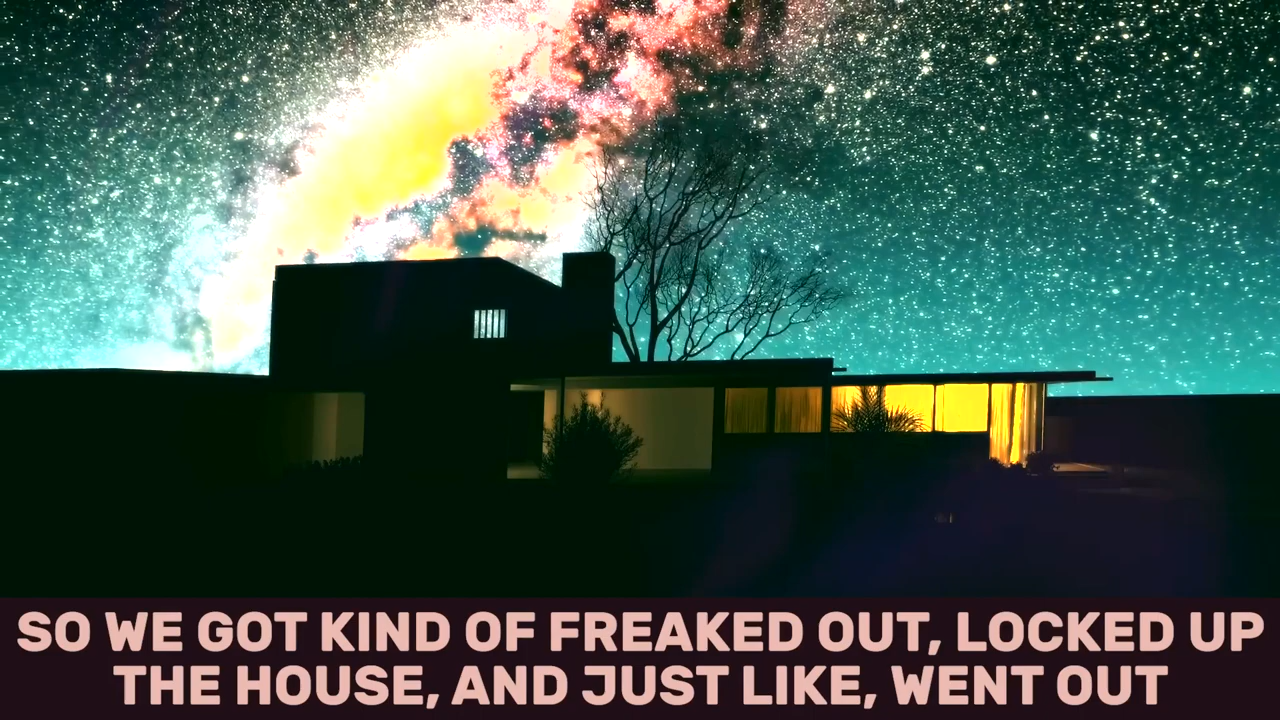 SO WE GOT KIND OF FREAKED OUT, LOCKED UP
THE HOUSE, AND JUST LIKE, WENT OUT